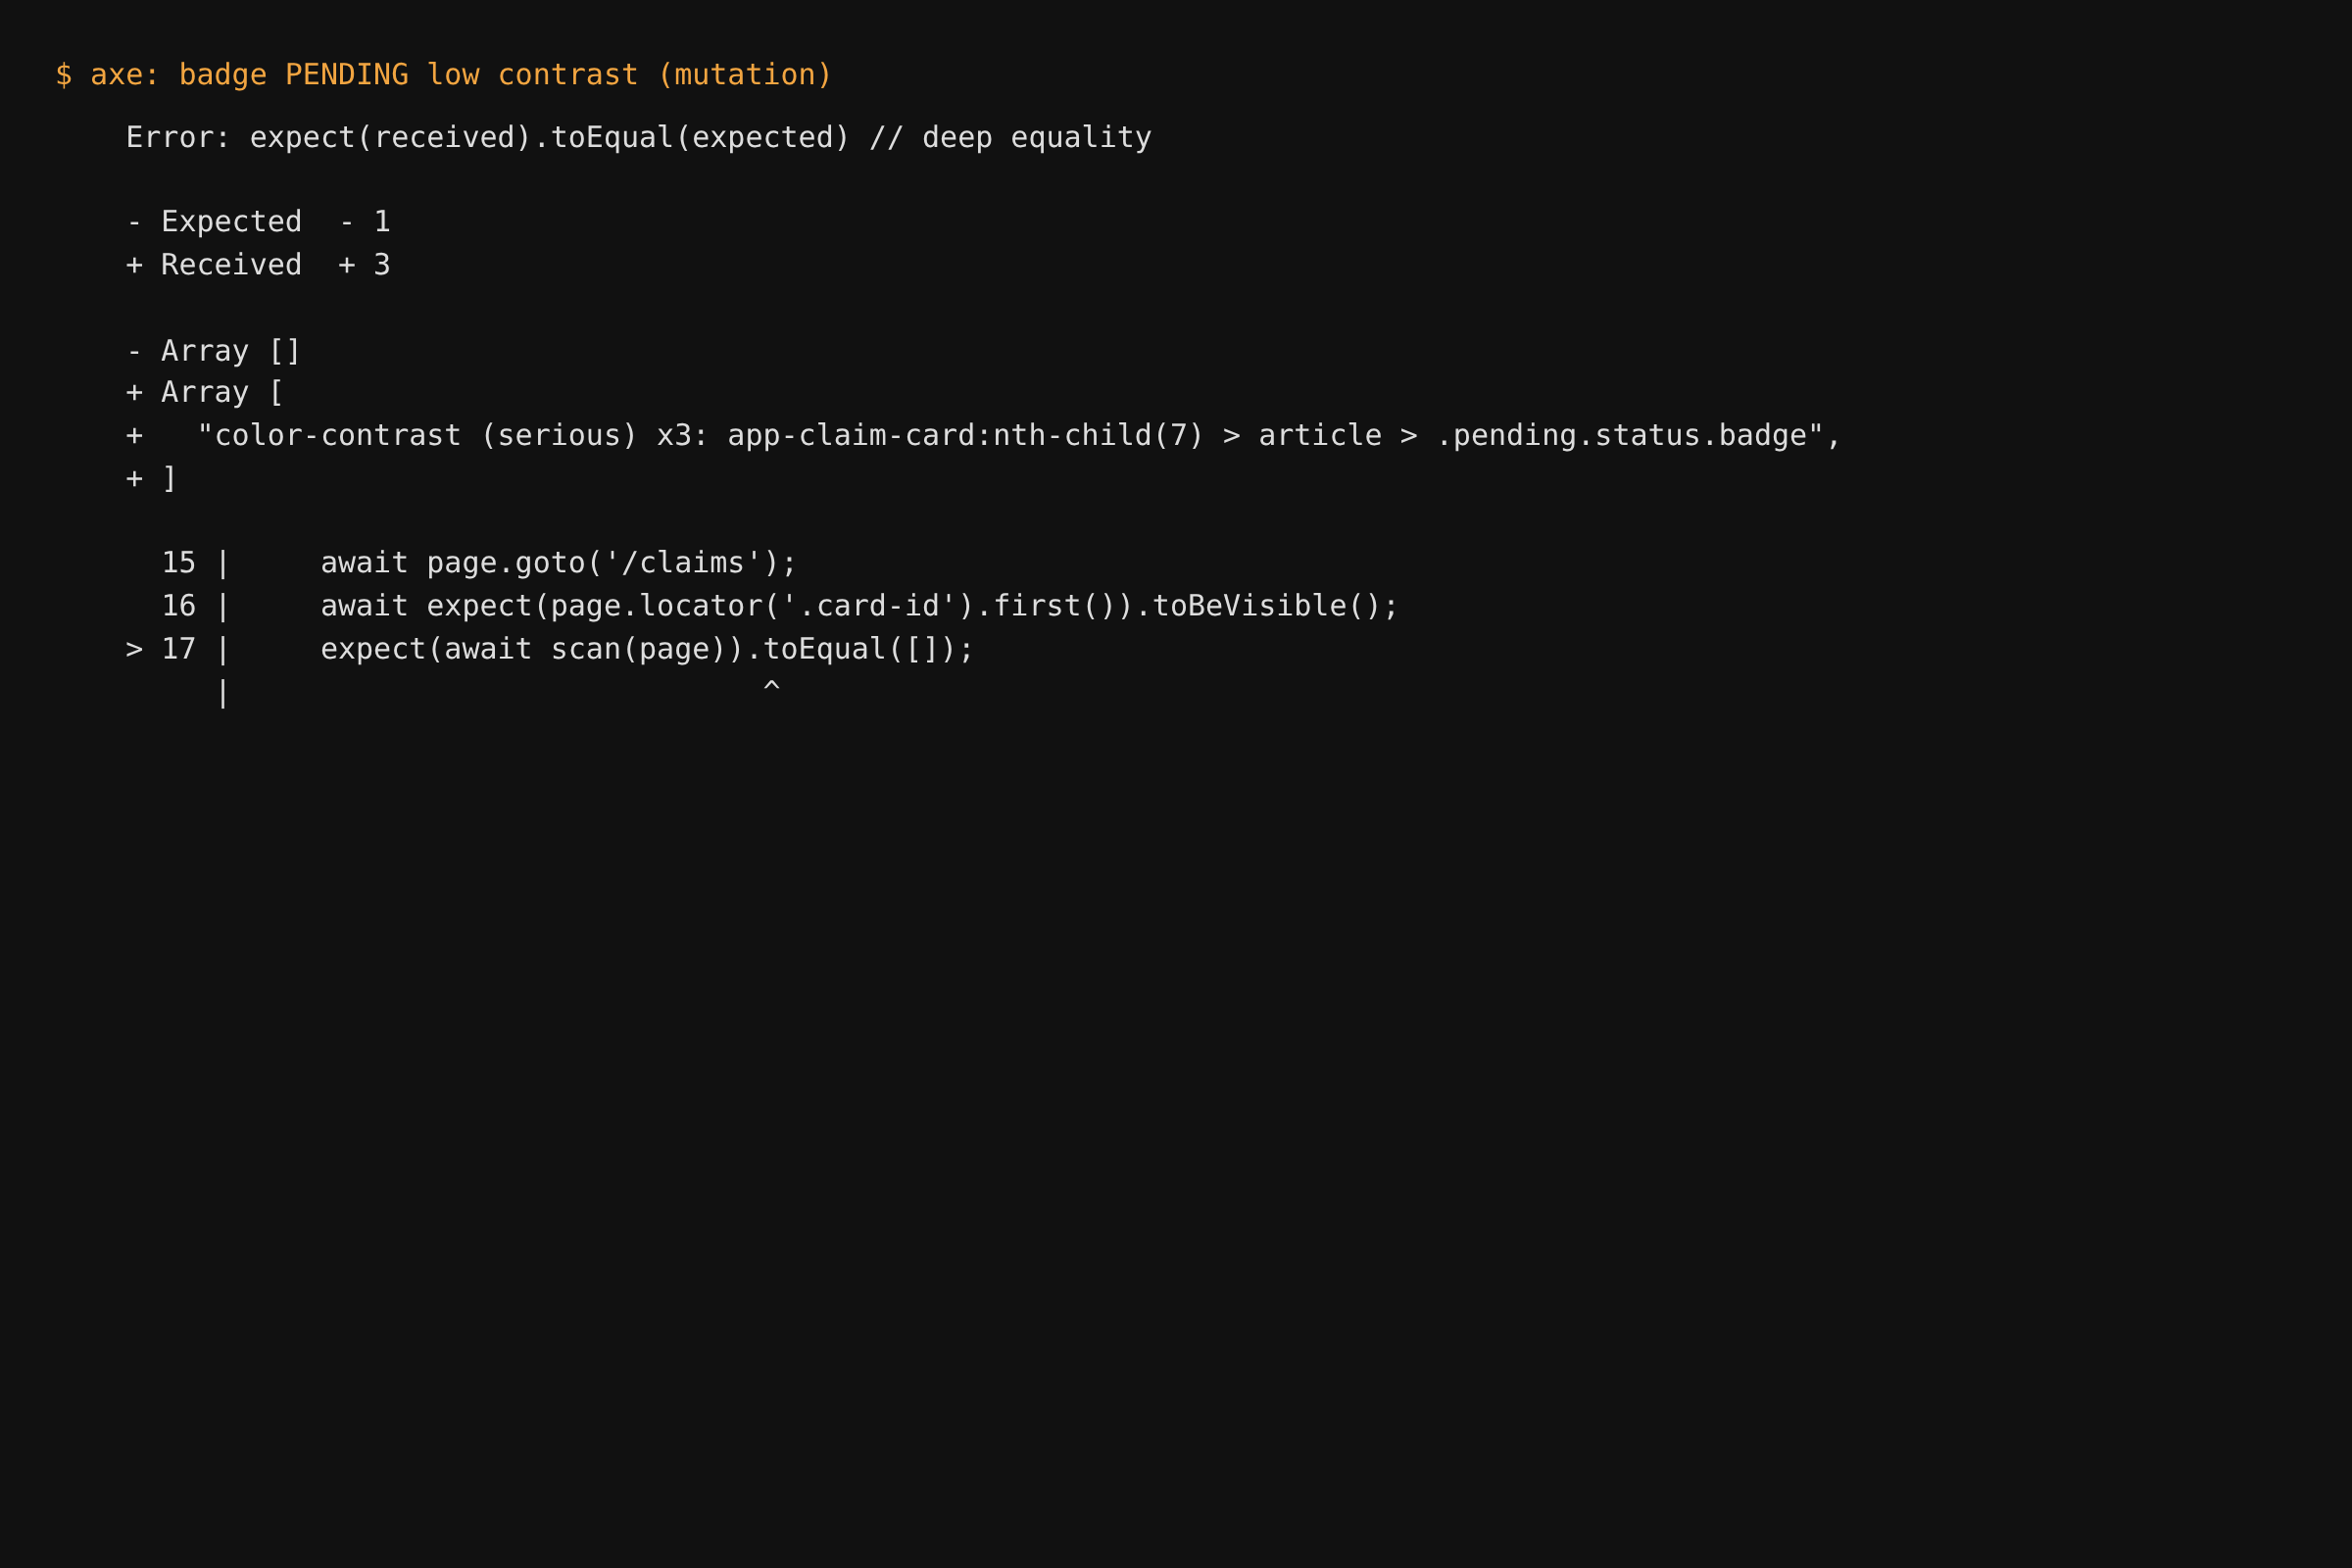 $ axe: badge PENDING low contrast (mutation)
Error: expect(received).toEqual(expected) // deep equality
- Expected  - 1
+ Received  + 3
- Array []
+ Array [
+   "color-contrast (serious) x3: app-claim-card:nth-child(7) > article > .pending.status.badge",
+ ]
15 |     await page.goto('/claims');
16 |     await expect(page.locator('.card-id').first()).toBeVisible();
> 17 |     expect(await scan(page)).toEqual([]);
|                              ^